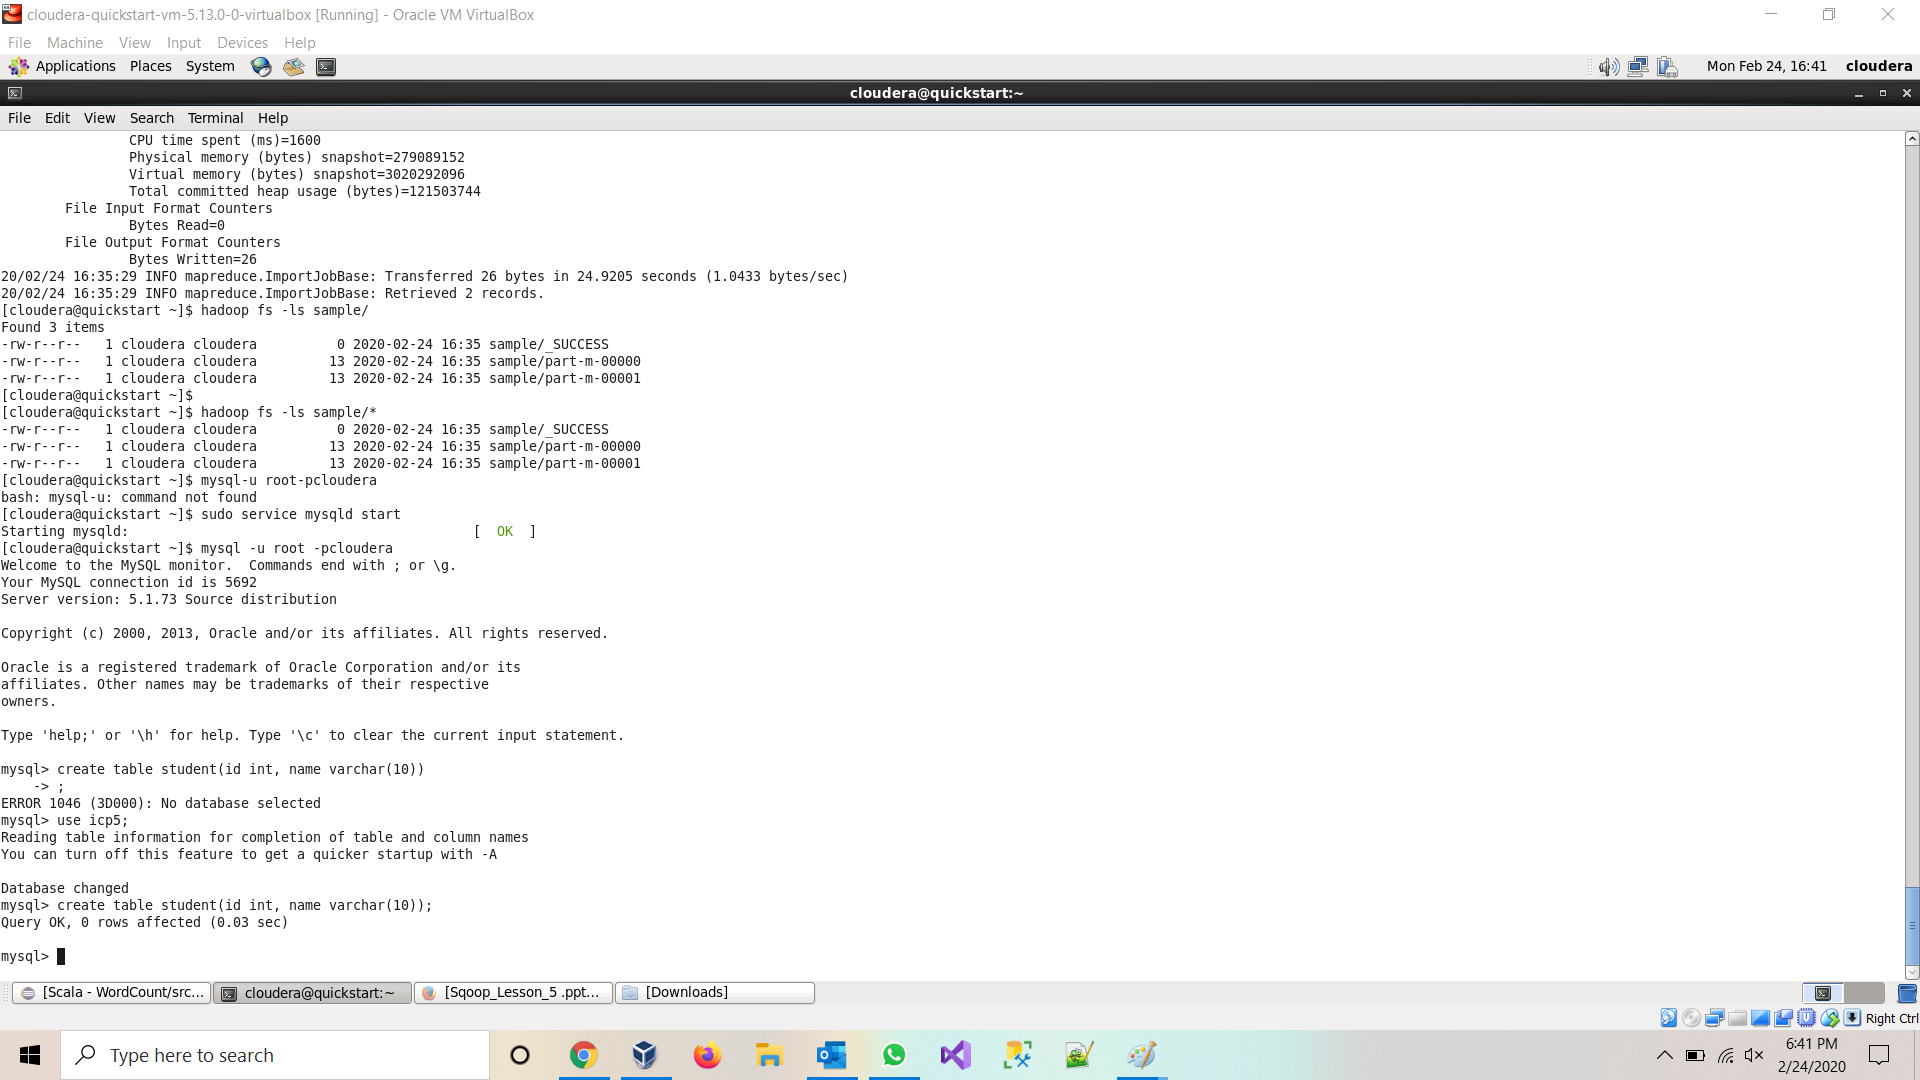 cloudera-quickstart-vm-5.13.0-0-virtualbox [Running] - Oracle VM VirtualBox
File Machine View Input Devices Help
Applications Places System Mon Feb 24, 16:41 cloudera
cloudera@quickstart:~
File Edit View Search Terminal Help
CPU time spent (ms)=1600
Physical memory (bytes) snapshot=279089152
Virtual memory (bytes) snapshot=3020292096
Total committed heap usage (bytes)=121503744
File Input Format Counters
Bytes Read=0
File Output Format Counters
Bytes Written=26
20/02/24 16:35:29 INFO mapreduce.ImportJobBase: Transferred 26 bytes in 24.9205 seconds (1.0433 bytes/sec)
20/02/24 16:35:29 INFO mapreduce.ImportJobBase: Retrieved 2 records.
[cloudera@quickstart ~]$ hadoop fs -ls sample/
Found 3 items
-rw-r--r--   1 cloudera cloudera          0 2020-02-24 16:35 sample/_SUCCESS
-rw-r--r--   1 cloudera cloudera         13 2020-02-24 16:35 sample/part-m-00000
-rw-r--r--   1 cloudera cloudera         13 2020-02-24 16:35 sample/part-m-00001
[cloudera@quickstart ~]$
[cloudera@quickstart ~]$ hadoop fs -ls sample/*
-rw-r--r--   1 cloudera cloudera          0 2020-02-24 16:35 sample/_SUCCESS
-rw-r--r--   1 cloudera cloudera         13 2020-02-24 16:35 sample/part-m-00000
-rw-r--r--   1 cloudera cloudera         13 2020-02-24 16:35 sample/part-m-00001
[cloudera@quickstart ~]$ mysql-u root-pcloudera
bash: mysql-u: command not found
[cloudera@quickstart ~]$ sudo service mysqld start
Starting mysqld:                                           [  OK  ]
[cloudera@quickstart ~]$ mysql -u root -pcloudera
Welcome to the MySQL monitor.  Commands end with ; or \g.
Your MySQL connection id is 5692
Server version: 5.1.73 Source distribution
Copyright (c) 2000, 2013, Oracle and/or its affiliates. All rights reserved.
Oracle is a registered trademark of Oracle Corporation and/or its
affiliates. Other names may be trademarks of their respective
owners.
Type 'help;' or '\h' for help. Type '\c' to clear the current input statement.
mysql> create table student(id int, name varchar(10))
    -> ;
ERROR 1046 (3D000): No database selected
mysql> use icp5;
Reading table information for completion of table and column names
You can turn off this feature to get a quicker startup with -A
Database changed
mysql> create table student(id int, name varchar(10));
Query OK, 0 rows affected (0.03 sec)
mysql>
[Scala - WordCount/src... cloudera@quickstart:~ [Sqoop_Lesson_5 .ppt... [Downloads]
Right Ctrl
Type here to search
6:41 PM
2/24/2020